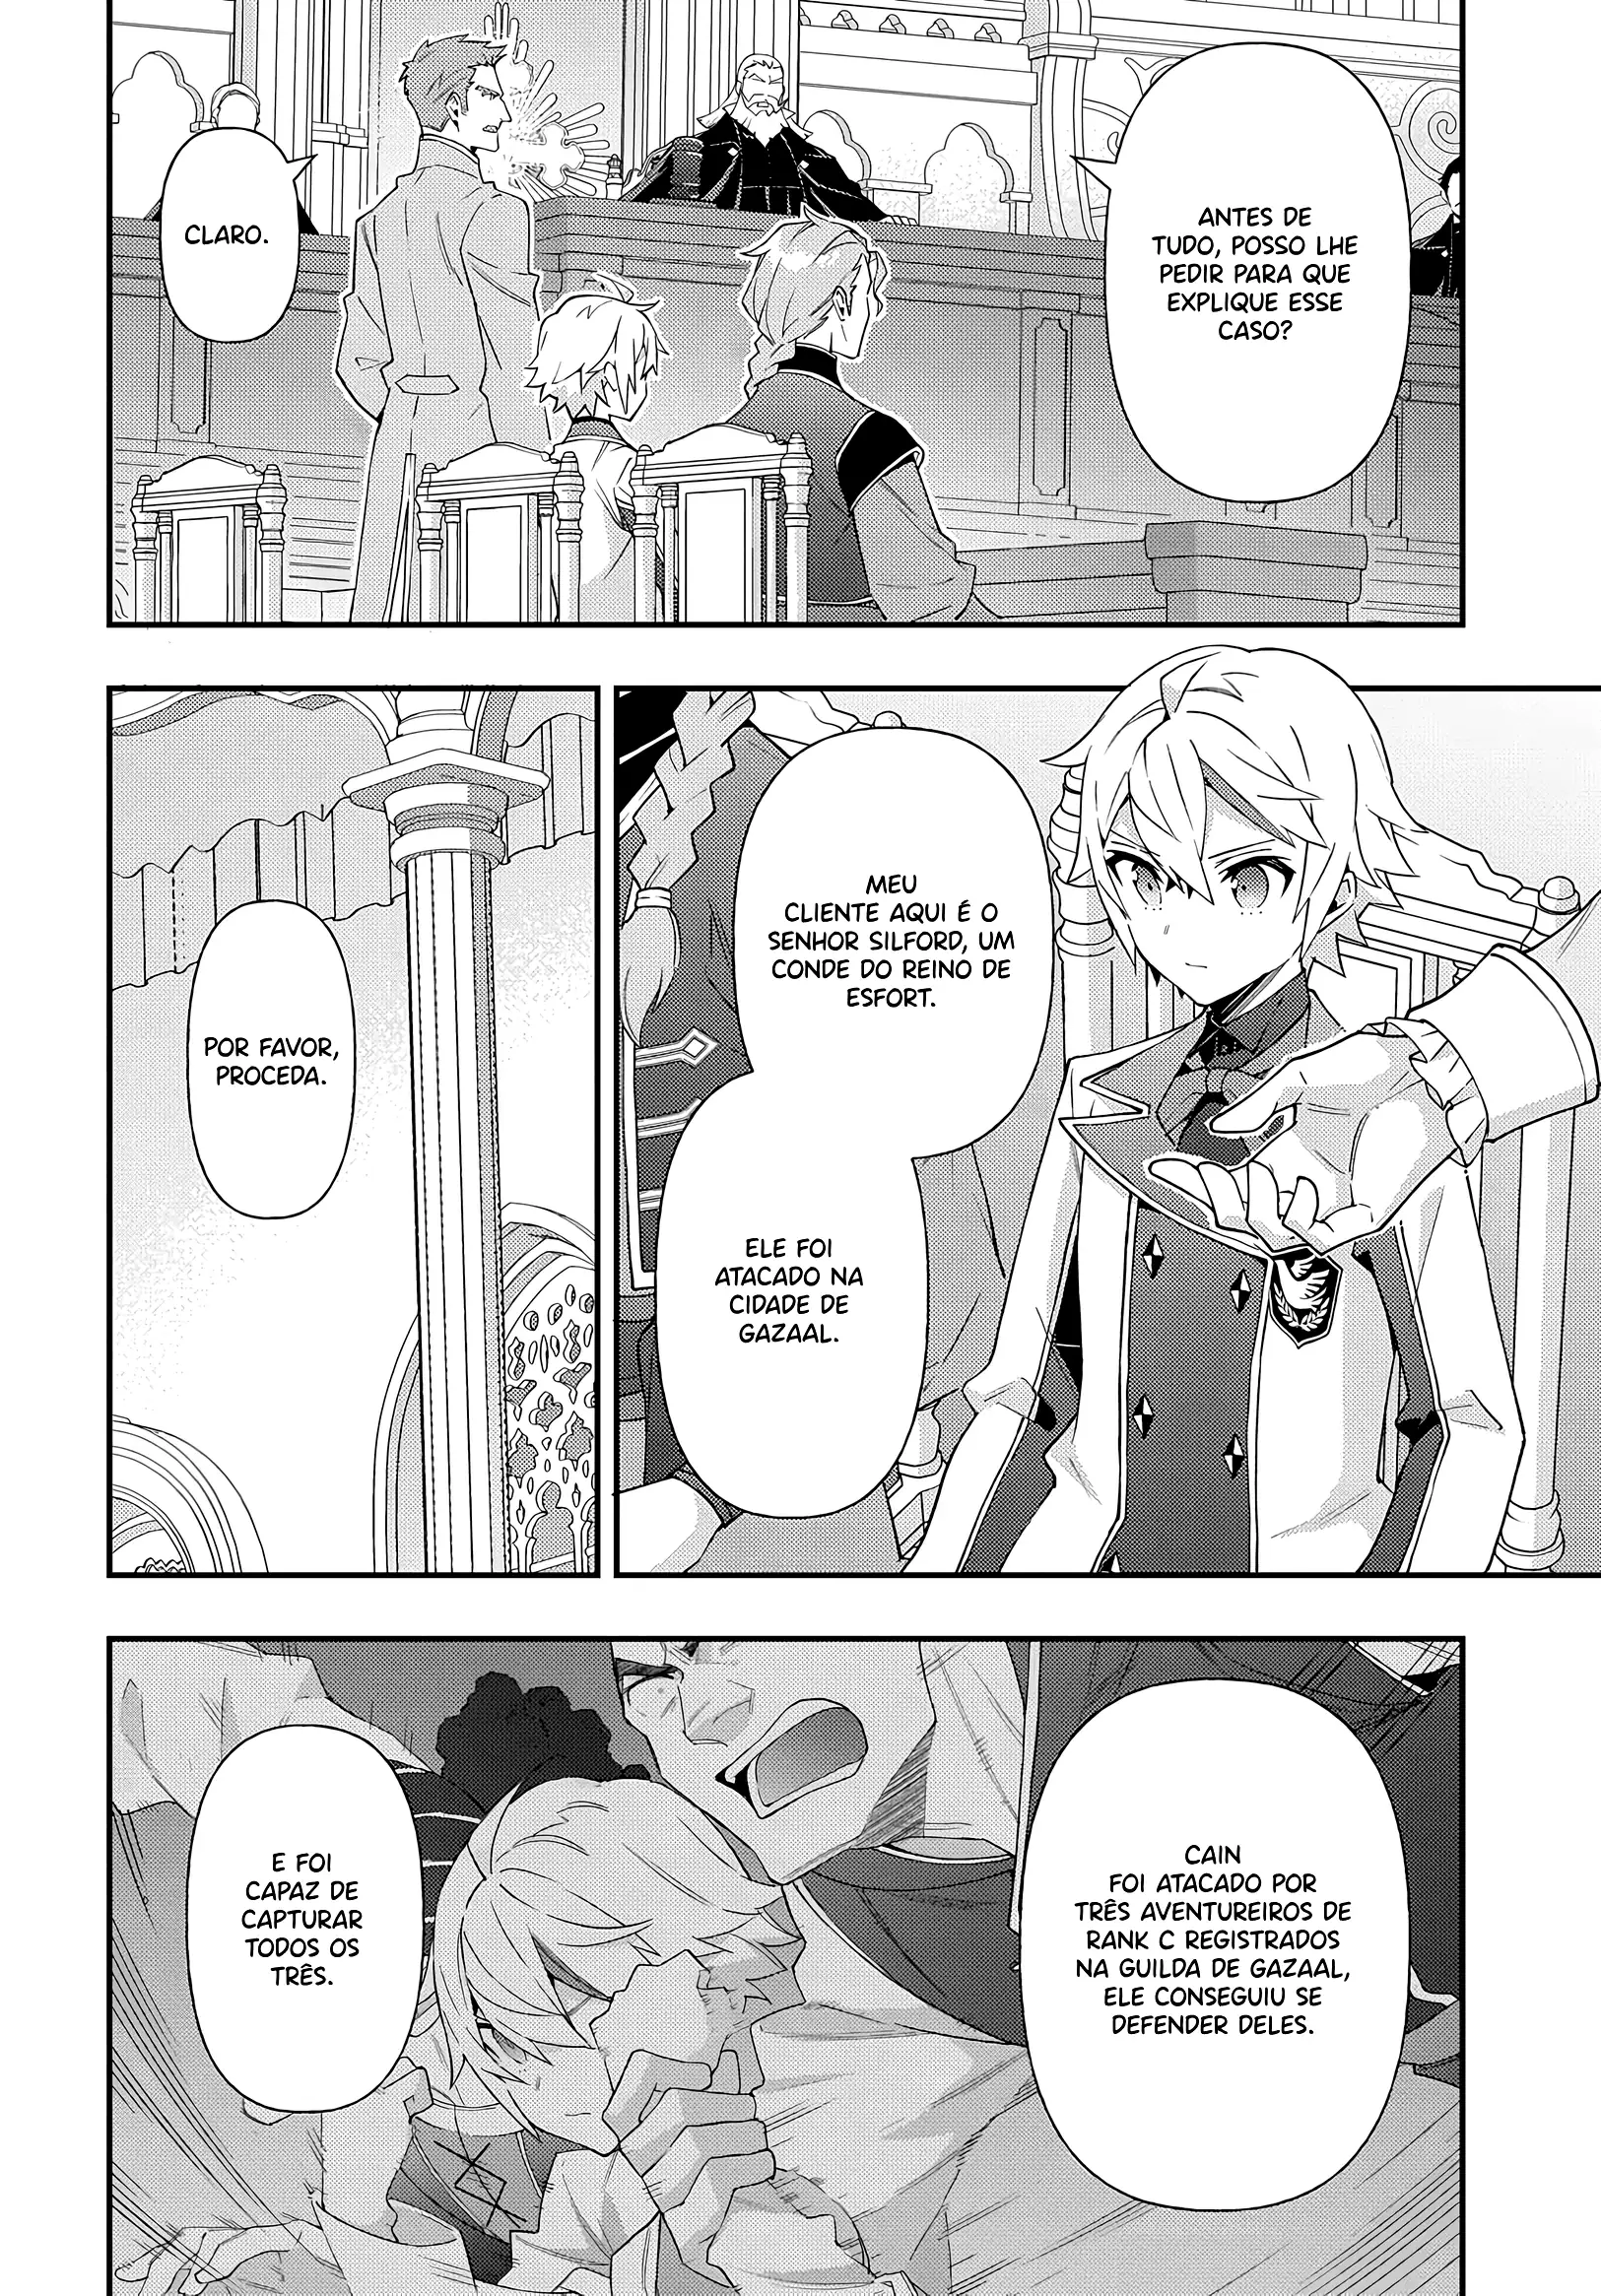 ANTES DE
TUDO, POSSO LHE
PEDIR PARA QUE
EXPLIQUE ESSE
CASO?
CLARO.
MEU
CLIENTE AQUI É O
SENHOR SILFORD, UM
CONDE DO REINO DE
ESFORT.
ELE FOI
ATACADO NA
CIDADE DE
GAZAAL.
POR FAVOR,
PROCEDA.
CAIN
FOI ATACADO POR
TRÊS AVENTUREIROS DE
RANK C REGISTRADOS
NA GUILDA DE GAZAAL,
ELE CONSEGUIU SE
DEFENDER DELES.
E FOI
CAPAZ DE
CAPTURAR
TODOS OS
TRÊS.